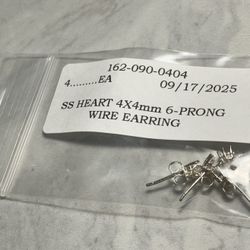 162-090-0404
4.........EA 09/17/2025
SS HEART 4X4mm 6-PRONG
WIRE EARRING